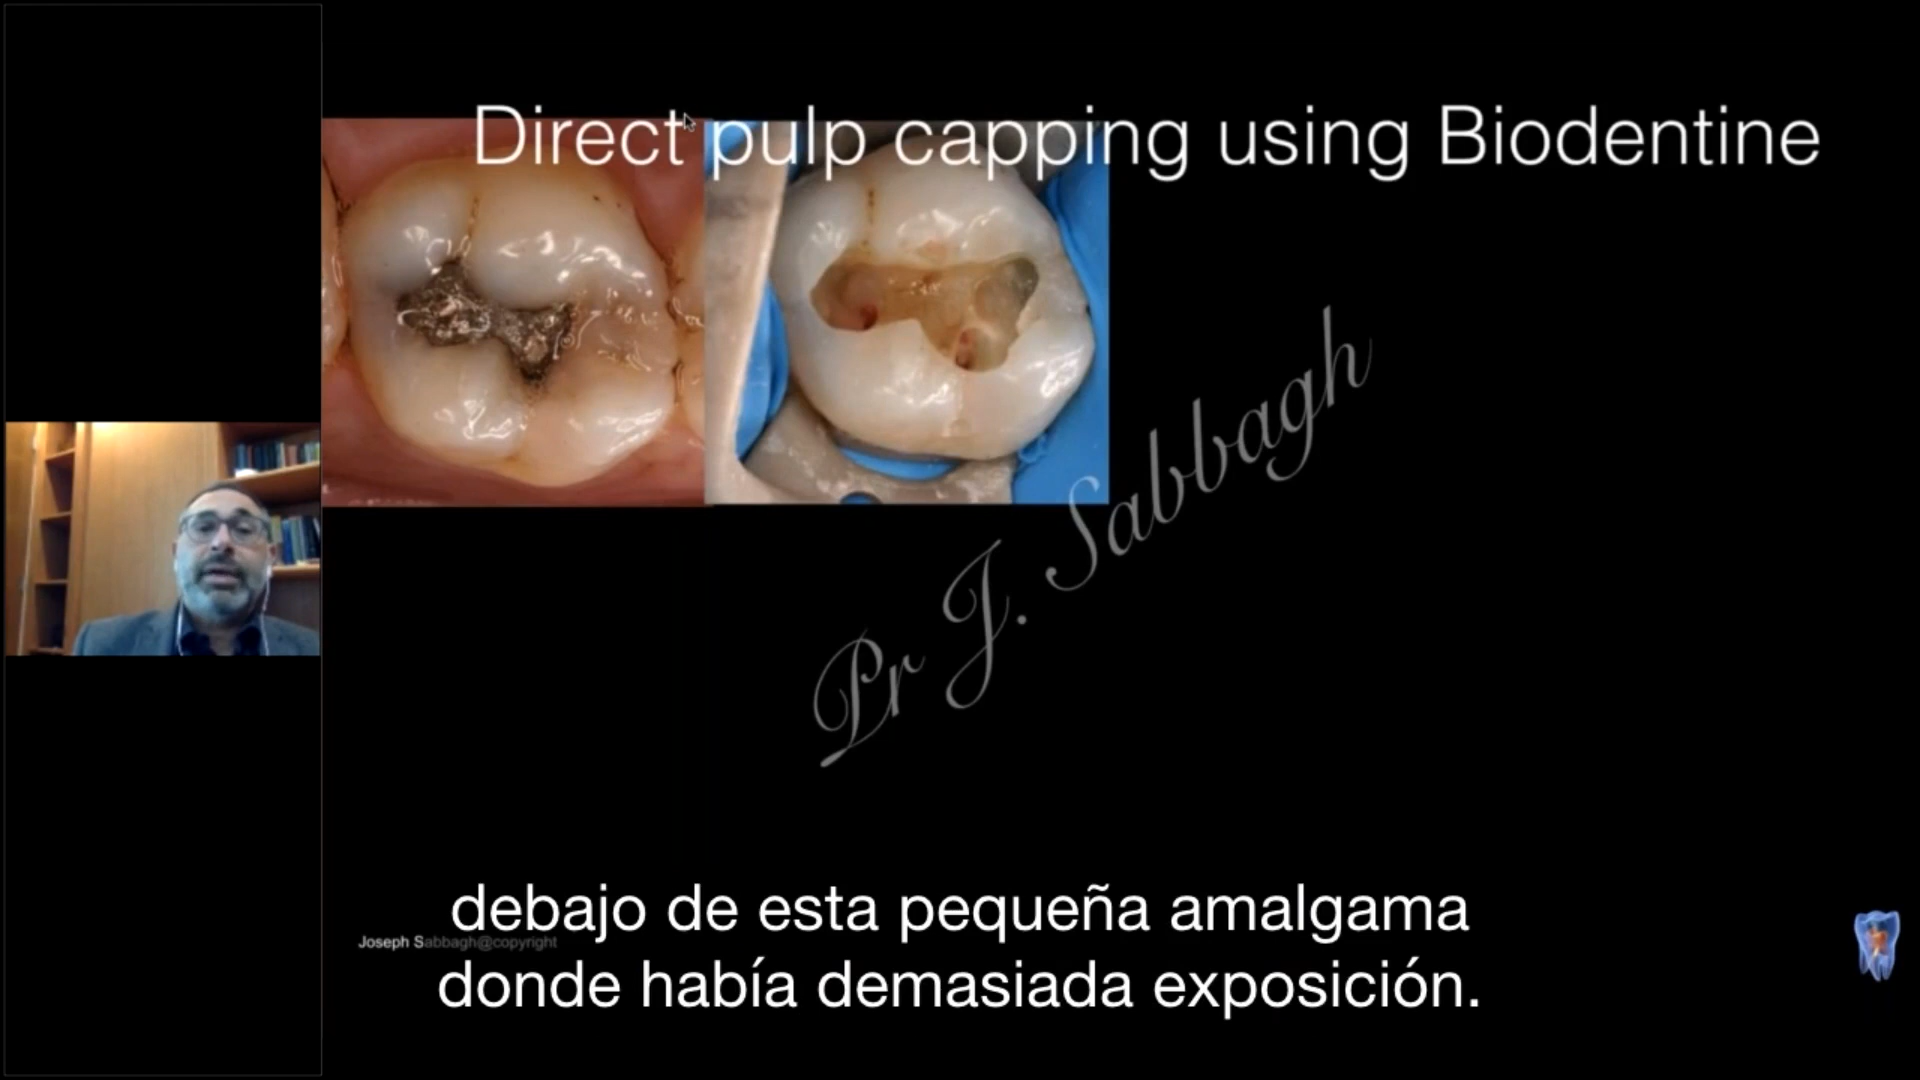 Direct pulp capping using Biodentine
Pr J. Sabbagh
debajo de esta pequeña amalgama
Joseph Sabbagh@copyright
donde había demasiada exposición.